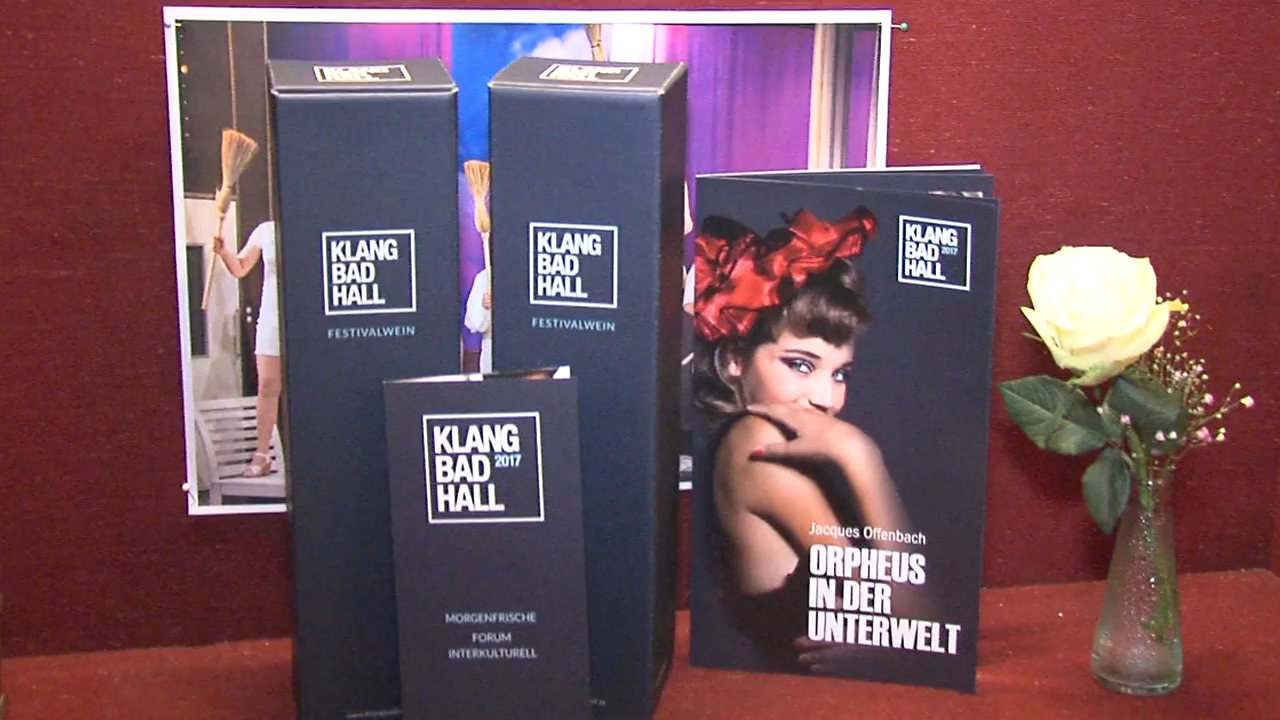 KLANG
BAD
HALL
FESTIVALWEIN
KLANG
BAD
HALL
FESTIVALWEIN
KLANG
BAD 2017
HALL
MORGENFRISCHE
FORUM
INTERKULTURELL
KLANG
BAD 2017
HALL
Jacques Offenbach
ORPHEUS
IN DER
UNTERWELT